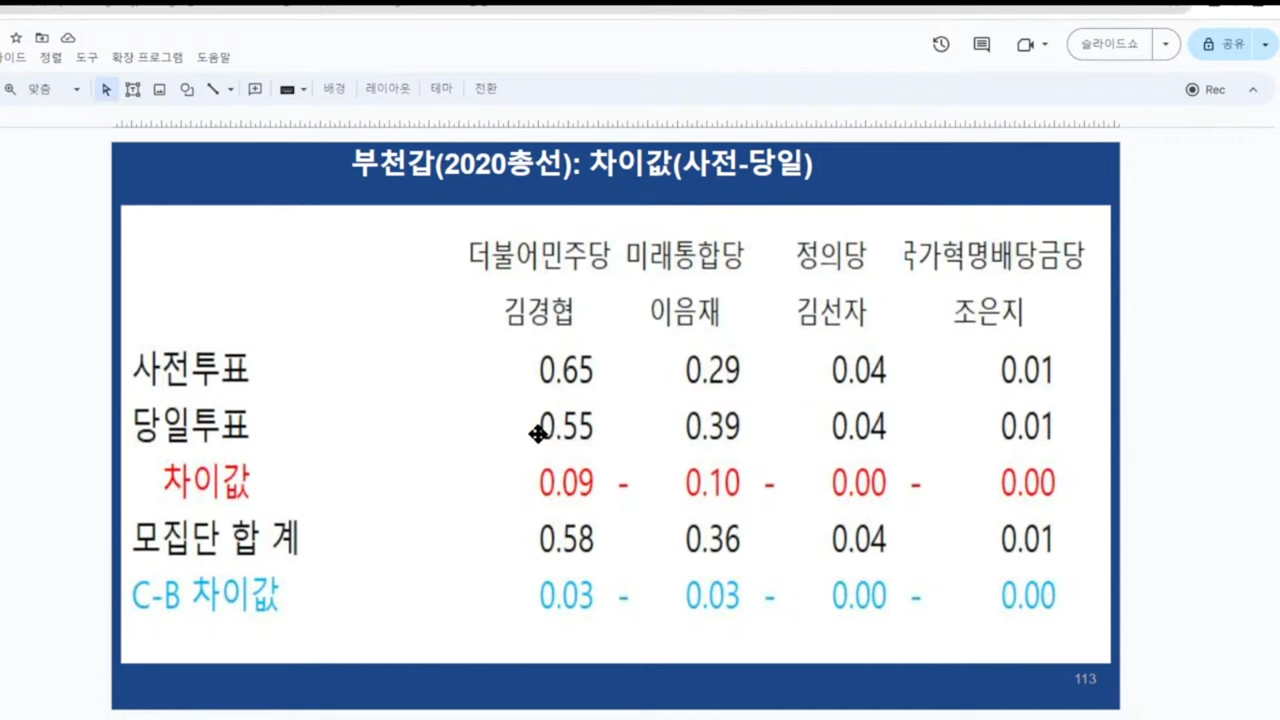 이드 정렬 도구 확장 프로그램 도움말
슬라이드쇼
공유
맞춤 배경 레이아웃 테마 전환 Rec
부천갑(2020총선): 차이값(사전-당일)
더불어민주당 미래통합당 정의당 국가혁명배당금당
김경협 이음재 김선자 조은지
사전투표 0.65 0.29 0.04 0.01
당일투표 0.55 0.39 0.04 0.01
차이값 0.09 - 0.10 - 0.00 - 0.00
모집단 합 계 0.58 0.36 0.04 0.01
C-B 차이값 0.03 - 0.03 - 0.00 - 0.00
113